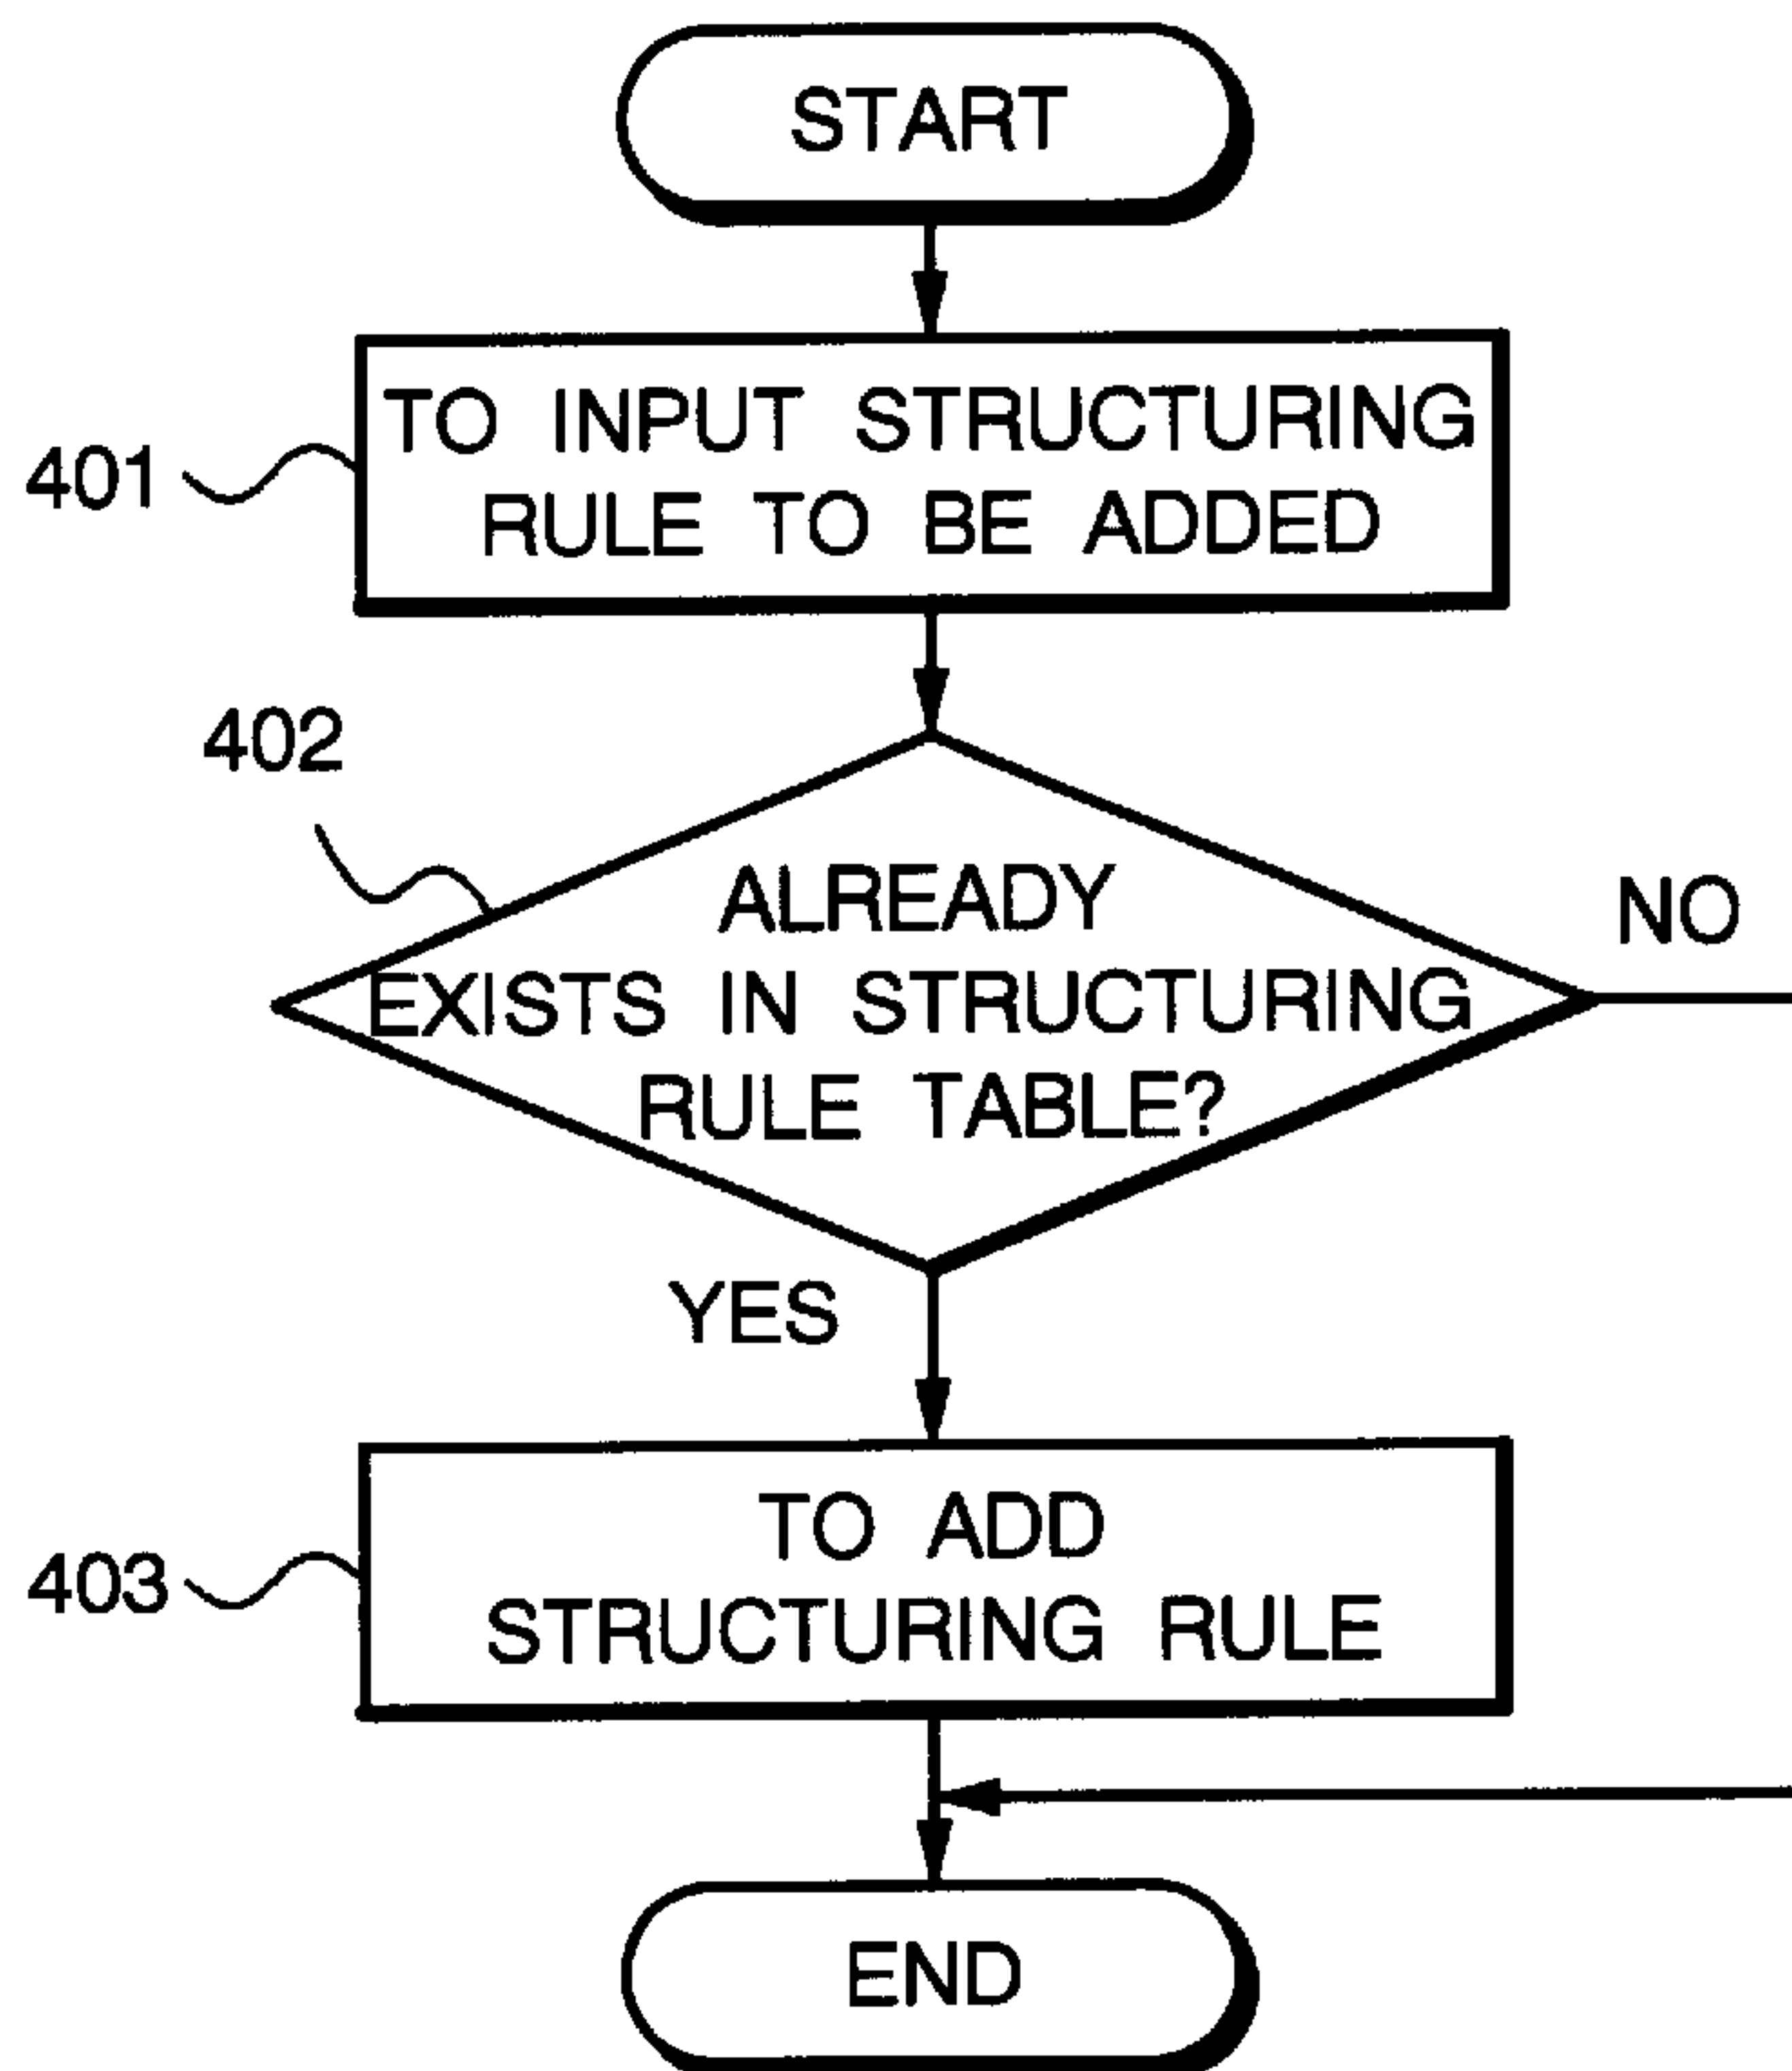 START
401
TO INPUT STRUCTURING
RULE TO BE ADDED
402
ALREADY
EXISTS IN STRUCTURING
RULE TABLE?
NO
YES
403
TO ADD
STRUCTURING RULE
END